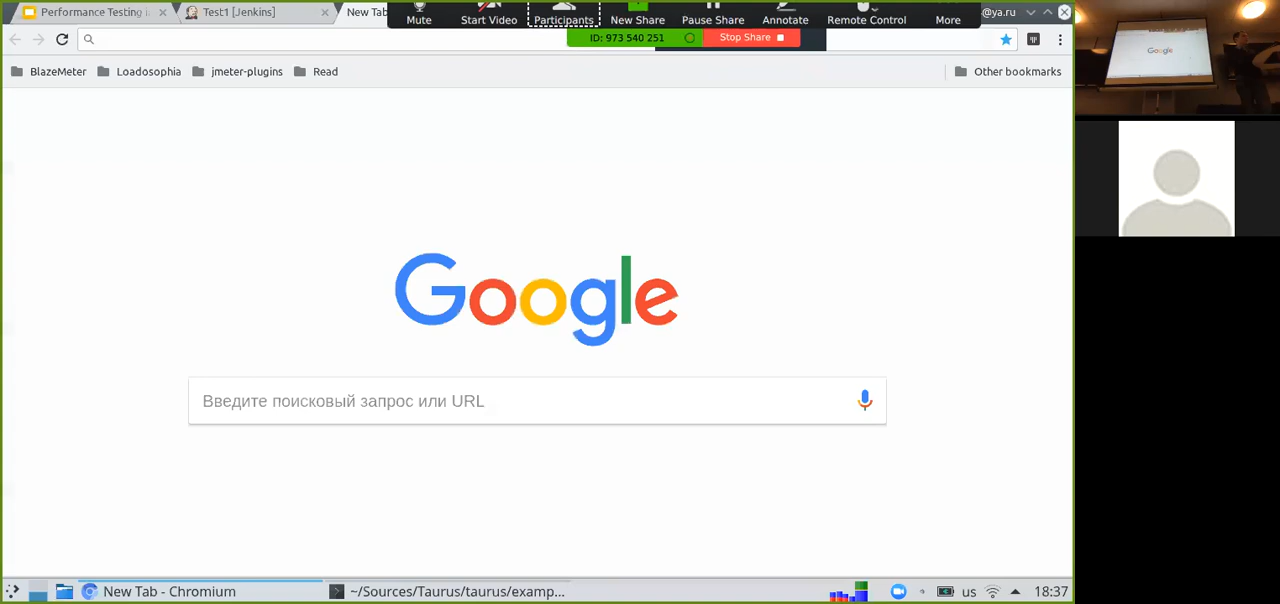 Performance Testing i
Test1 [Jenkins]
New Tab
Mute
Start Video
Participants
New Share
Pause Share
Annotate
Remote Control
More
@ya.ru
ID: 973 540 251
Stop Share
BlazeMeter
Loadosophia
jmeter-plugins
Read
Other bookmarks
Google
Google
Введите поисковый запрос или URL
New Tab - Chromium
~/Sources/Taurus/taurus/examp...
us
18:37